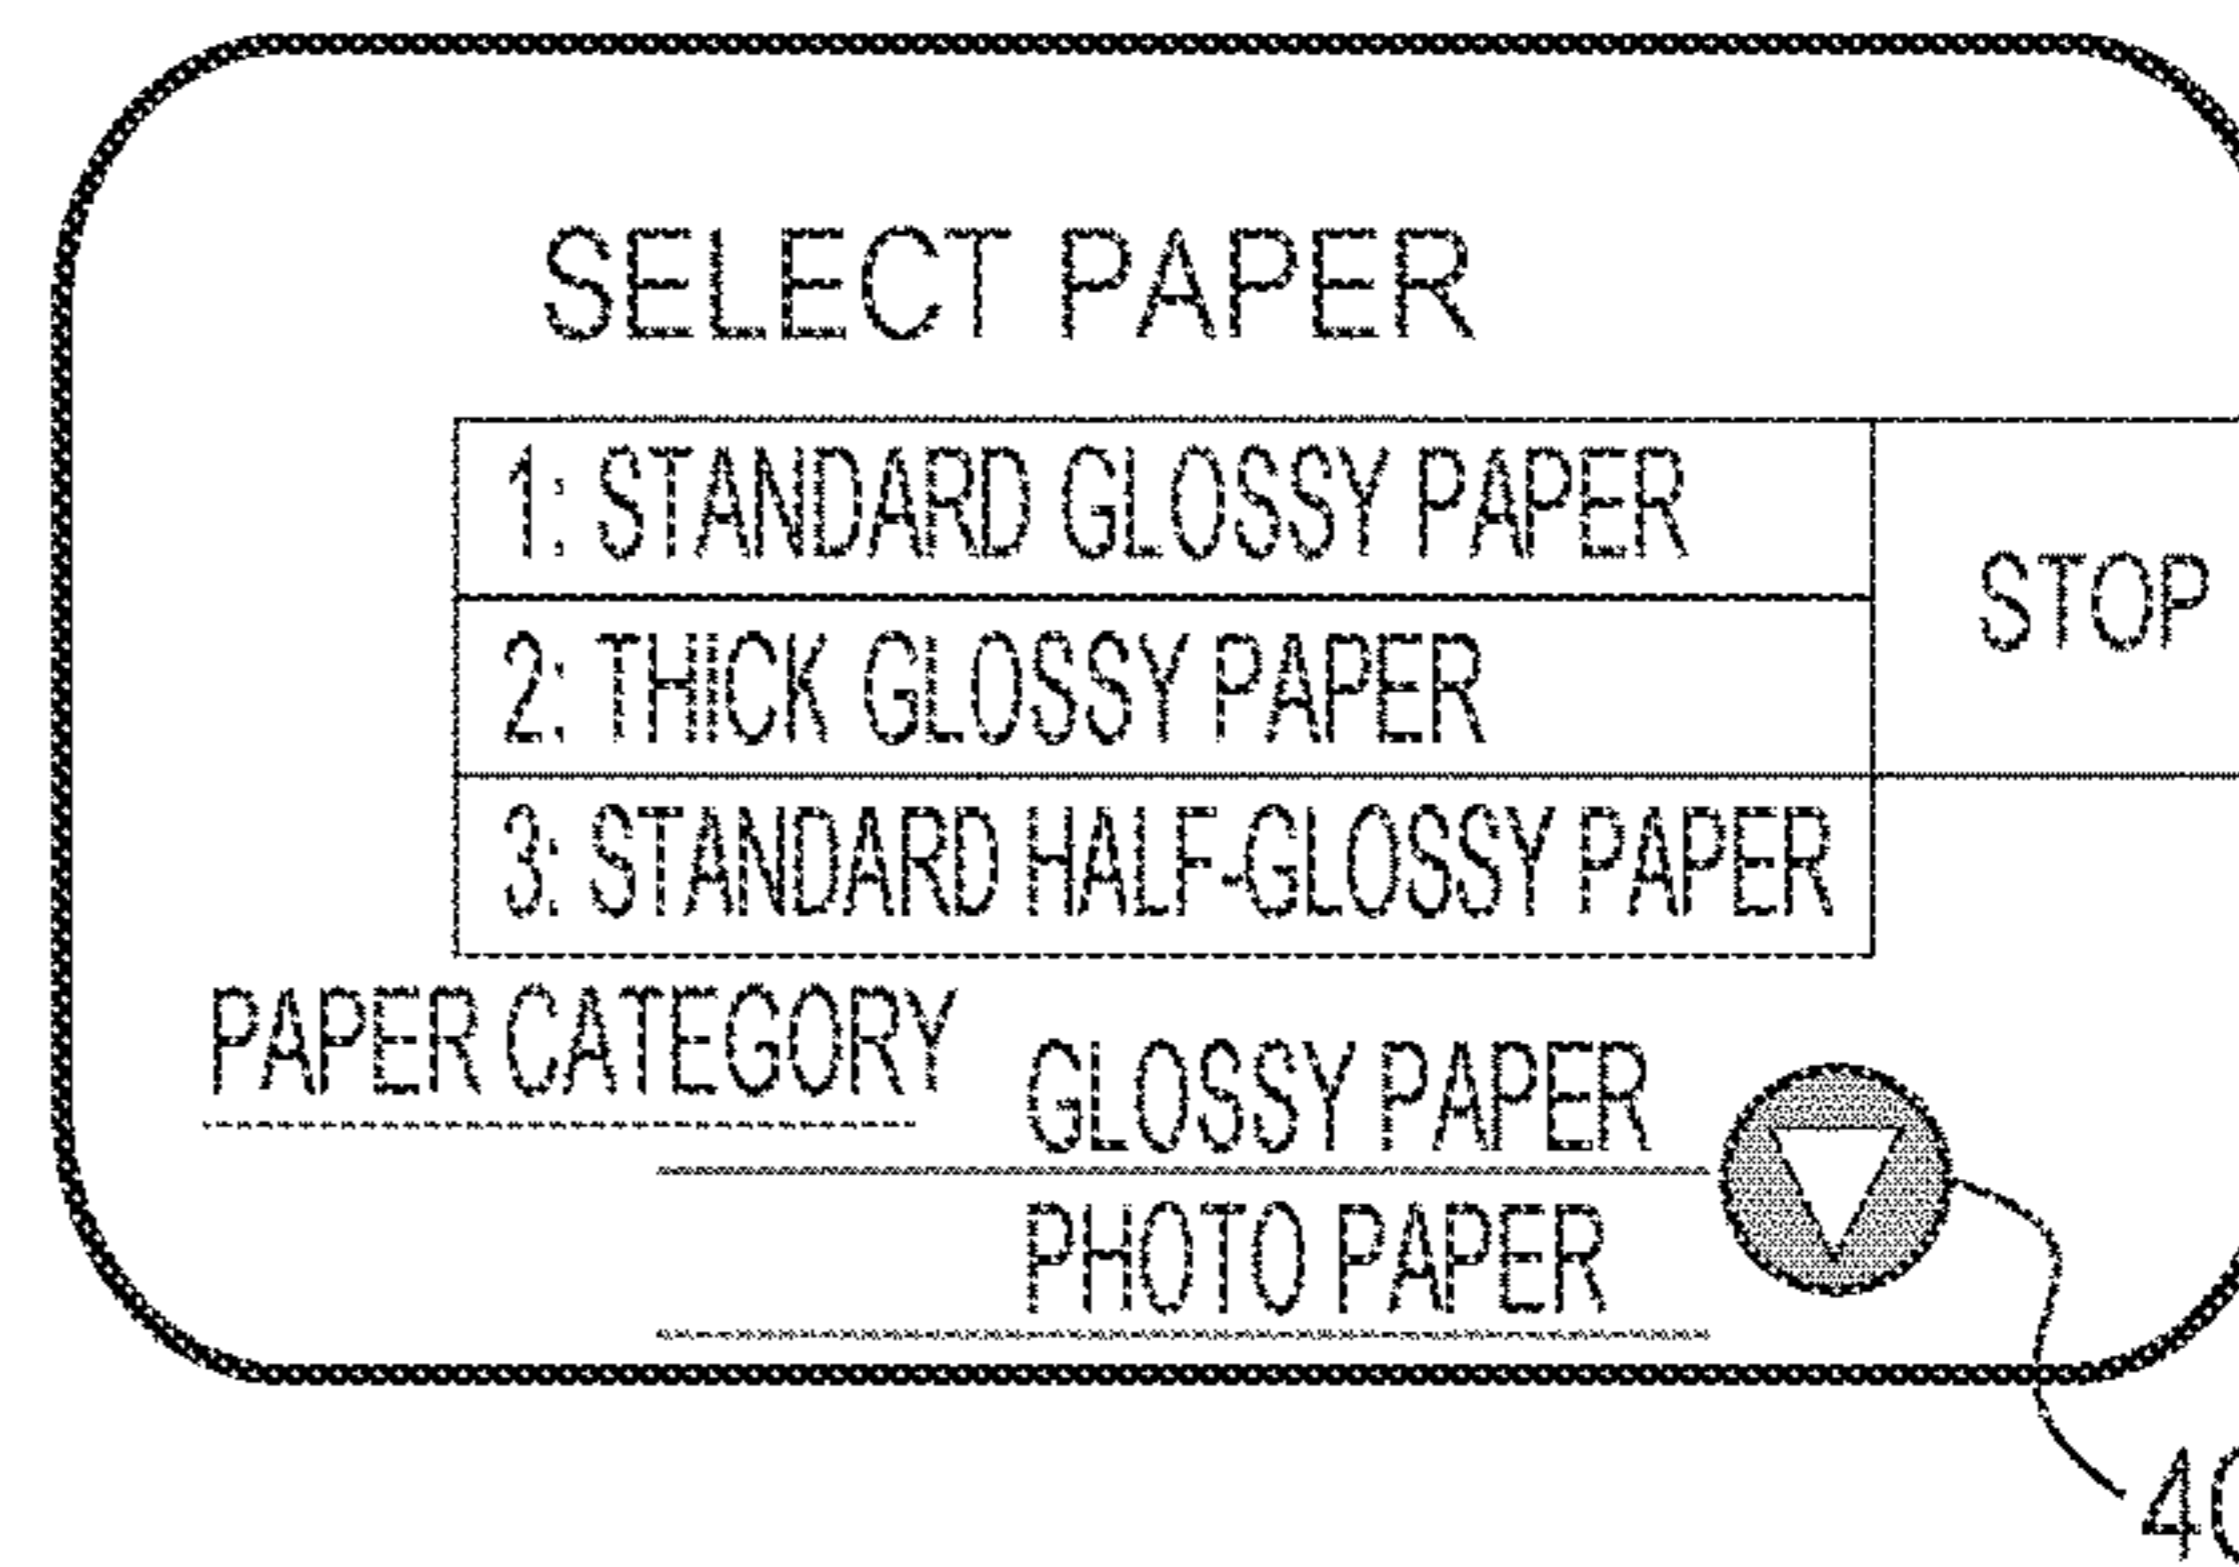 SELECT PAPER
1: STANDARD GLOSSY PAPER
STOP
2: THICK GLOSSY PAPER
3: STANDARD HALF-GLOSSY PAPER
PAPER CATEGORY
GLOSSY PAPER
PHOTO PAPER